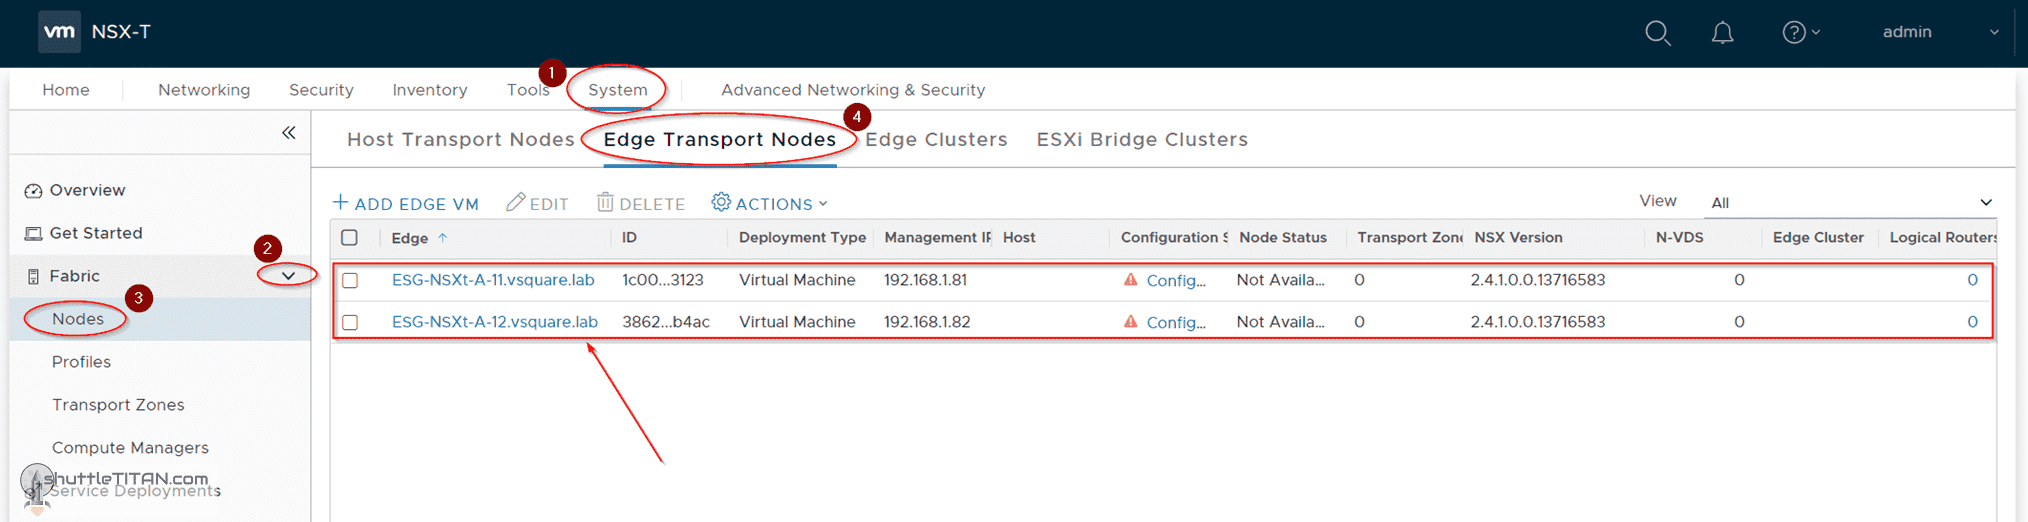 vm NSX-T admin
Home Networking Security Inventory Tools 1 System Advanced Networking & Security
Host Transport Nodes Edge Transport Nodes 4 Edge Clusters ESXi Bridge Clusters
Overview
Get Started
2
Fabric
3
Nodes
Profiles
Transport Zones
Compute Managers
shuttleTITAN.com
Service Deployments
+ ADD EDGE VM EDIT DELETE ACTIONS View All
Edge ID Deployment Type Management IP Host Configuration S Node Status Transport Zone NSX Version N-VDS Edge Cluster Logical Routers
ESG-NSXt-A-11.vsquare.lab 1c00...3123 Virtual Machine 192.168.1.81 Config... Not Availa... 0 2.4.1.0.0.13716583 0 0
ESG-NSXt-A-12.vsquare.lab 3862...b4ac Virtual Machine 192.168.1.82 Config... Not Availa... 0 2.4.1.0.0.13716583 0 0